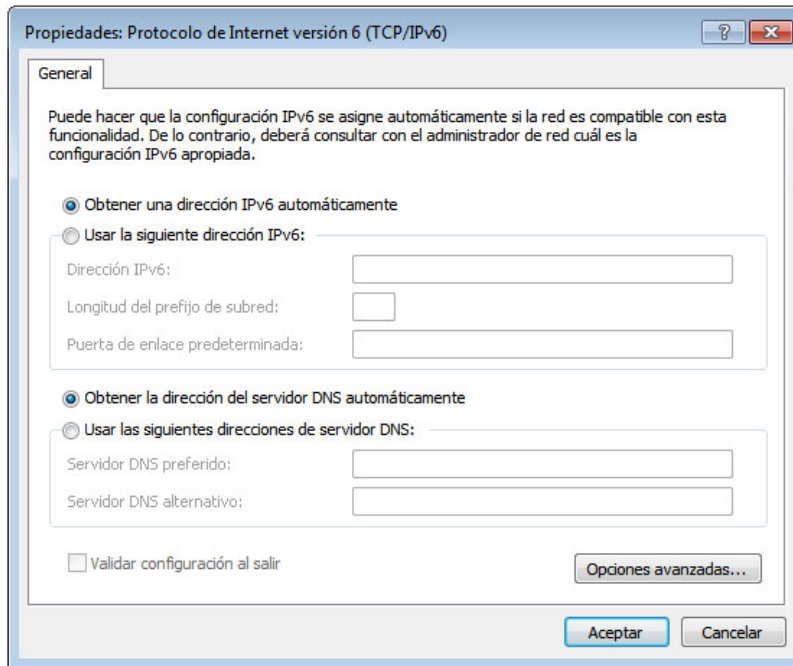 Propiedades: Protocolo de Internet versión 6 (TCP/IPv6)
General
Puede hacer que la configuración IPv6 se asigne automáticamente si la red es compatible con esta
funcionalidad. De lo contrario, deberá consultar con el administrador de red cuál es la
configuración IPv6 apropiada.
Obtener una dirección IPv6 automáticamente
Usar la siguiente dirección IPv6:
Dirección IPv6:
Longitud del prefijo de subred:
Puerta de enlace predeterminada:
Obtener la dirección del servidor DNS automáticamente
Usar las siguientes direcciones de servidor DNS:
Servidor DNS preferido:
Servidor DNS alternativo:
Validar configuración al salir
Opciones avanzadas...
Aceptar
Cancelar